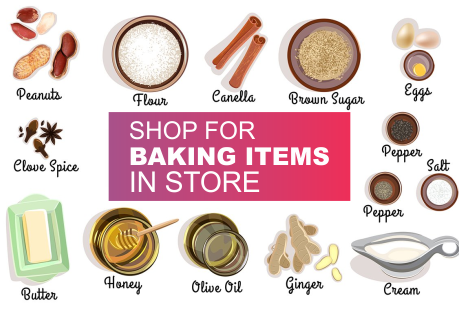 Peanuts
Flour
Canella
Brown Sugar
Eggs
SHOP FOR
BAKING ITEMS
IN STORE
Clove Spice
Pepper
Salt
Pepper
Butter
Honey
Olive Oil
Ginger
Cream